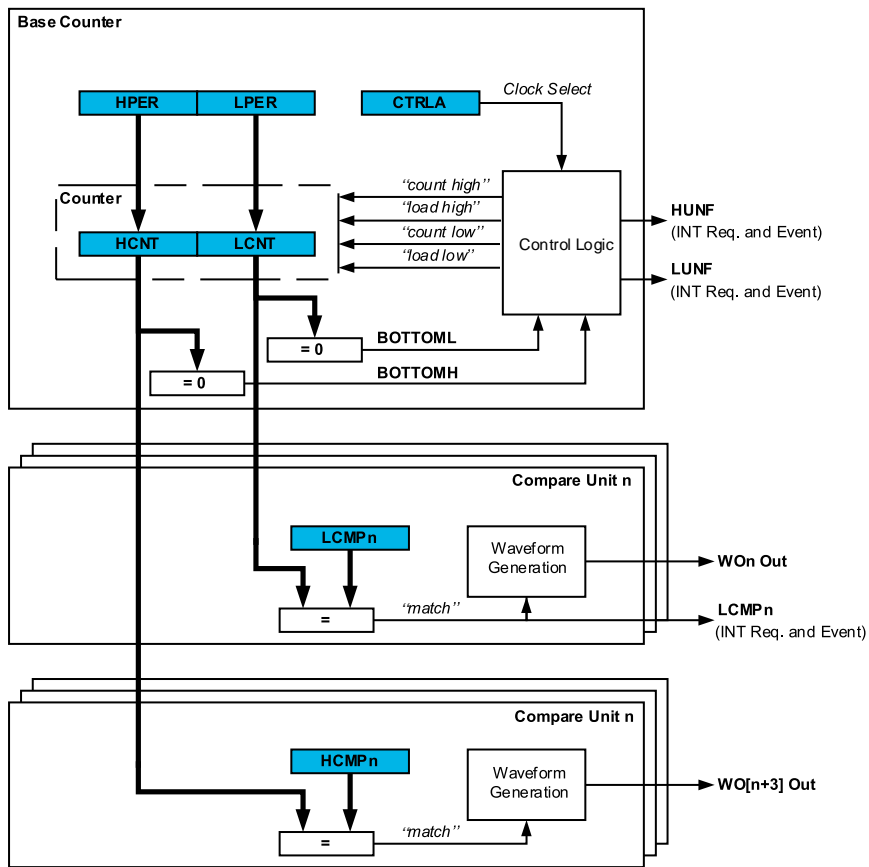 Base Counter
HPER LPER CTRLA
Clock Select
Counter
"count high"
"load high"
"count low"
"load low"
Control Logic
HUNF
(INT Req. and Event)
LUNF
(INT Req. and Event)
HCNT LCNT
= 0
BOTTOML
= 0
BOTTOMH
Compare Unit n
LCMPn
Waveform
Generation
WOn Out
=
"match"
LCMPn
(INT Req. and Event)
Compare Unit n
HCMPn
Waveform
Generation
WO[n+3] Out
=
"match"